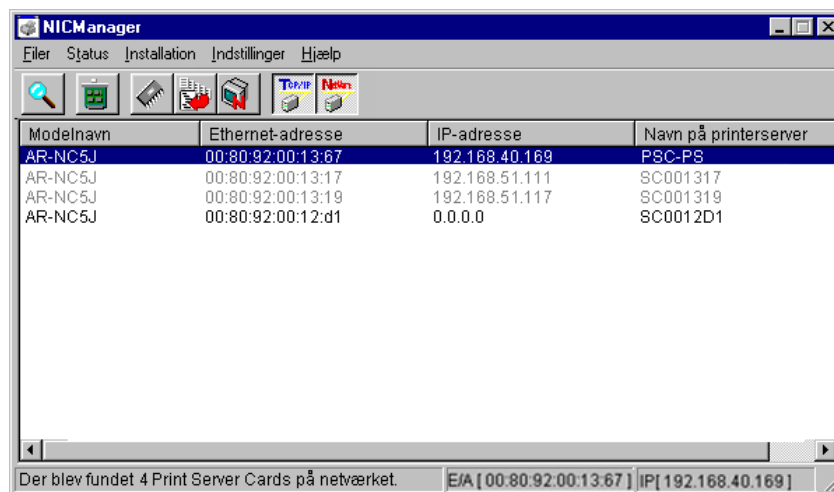 NICManager
Filer Status Installation Indstillinger Hjælp
TCP/IP NetWare
Modelnavn Ethernet-adresse IP-adresse Navn på printerserver
AR-NC5J 00:80:92:00:13:67 192.168.40.169 PSC-PS
AR-NC5J 00:80:92:00:13:17 192.168.51.111 SC001317
AR-NC5J 00:80:92:00:13:19 192.168.51.117 SC001319
AR-NC5J 00:80:92:00:12:d1 0.0.0.0 SC0012D1
Der blev fundet 4 Print Server Cards på netværket. E/A [ 00:80:92:00:13:67 ] IP[ 192.168.40.169 ]